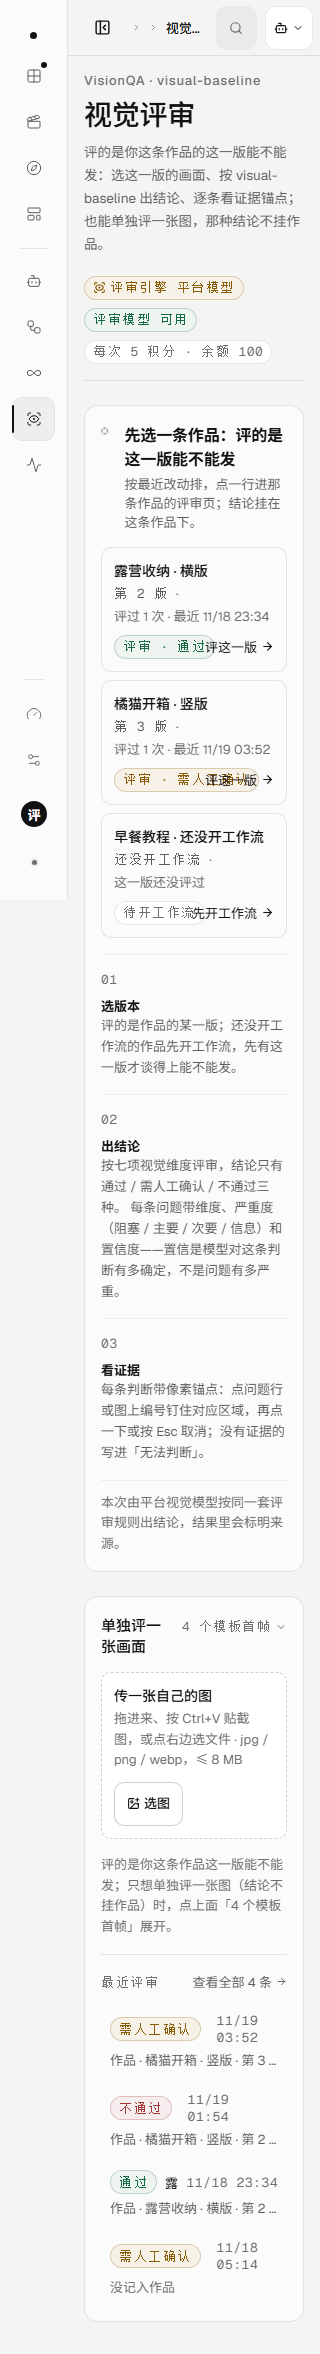 视觉…
VisionQA · visual-baseline
视觉评审
评的是你这条作品的这一版能不能
发：选这一版的画面、按 visual-
baseline 出结论、逐条看证据锚点；
也能单独评一张图，那种结论不挂作
品。
评审引擎 平台模型
评审模型 可用
每次 5 积分 · 余额 100
先选一条作品：评的是
这一版能不能发
按最近改动排，点一行进那
条作品的评审页；结论挂在
这条作品下。
露营收纳 · 横版
第 2 版 ·
评过 1 次 · 最近 11/18 23:34
评审 · 通过
评这一版 →
橘猫开箱 · 竖版
第 3 版 ·
评过 1 次 · 最近 11/19 03:52
评审 · 需人工确认
评这一版 →
早餐教程 · 还没开工作流
还没开工作流 ·
这一版还没评过
待开工作流
先开工作流 →
01
选版本
评的是作品的某一版；还没开工
作流的作品先开工作流，先有这
一版才谈得上能不能发。
02
出结论
按七项视觉维度评审，结论只有
通过 / 需人工确认 / 不通过三
种。 每条问题带维度、严重度
（阻塞 / 主要 / 次要 / 信息）和
置信度——置信是模型对这条判
断有多确定，不是问题有多严
重。
03
看证据
每条判断带像素锚点：点问题行
或图上编号钉住对应区域，再点
一下或按 Esc 取消；没有证据的
写进「无法判断」。
本次由平台视觉模型按同一套评
审规则出结论，结果里会标明来
源。
单独评一
张画面
4 个模板首帧
传一张自己的图
拖进来、按 Ctrl+V 贴截
图，或点右边选文件 · jpg /
png / webp，≤ 8 MB
选图
评的是你这条作品这一版能不能
发；只想单独评一张图（结论不
挂作品）时，点上面「4 个模板
首帧」展开。
最近评审
查看全部 4 条 →
需人工确认
11/19
03:52
作品 · 橘猫开箱 · 竖版 · 第 3 …
不通过
11/19
01:54
作品 · 橘猫开箱 · 竖版 · 第 2 …
通过 露 11/18 23:34
作品 · 露营收纳 · 横版 · 第 2 …
需人工确认
11/18
05:14
没记入作品
评